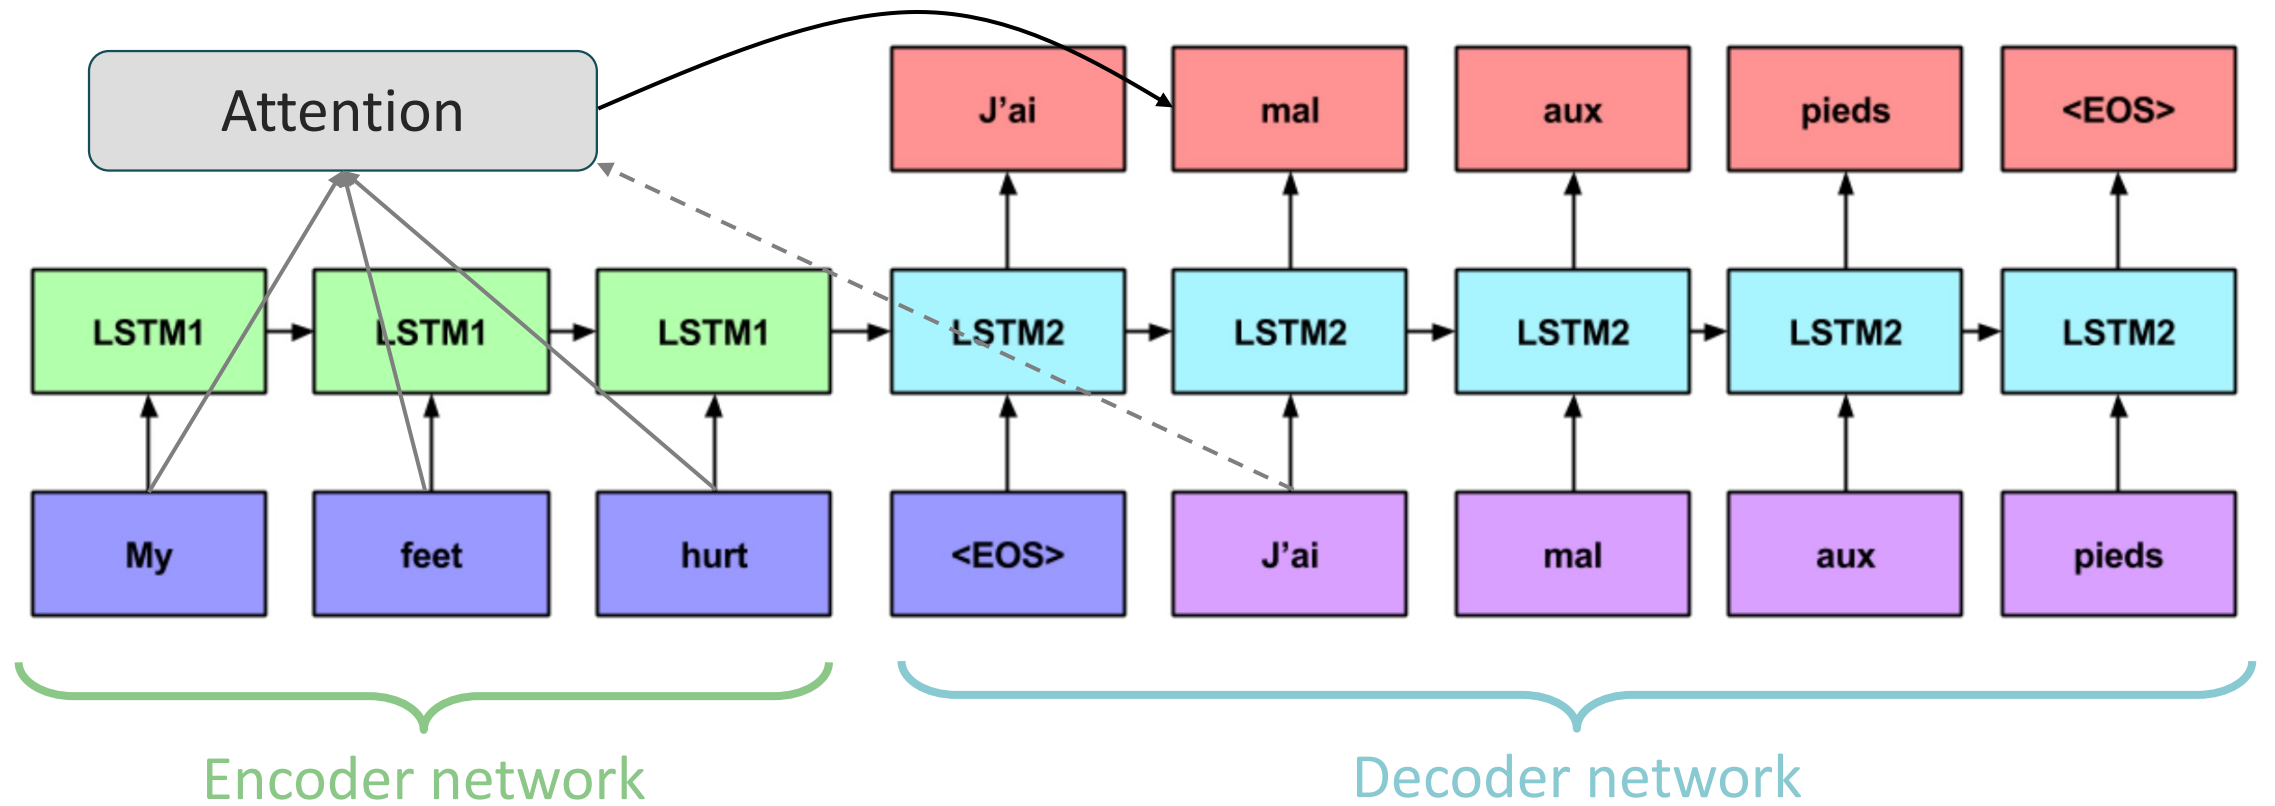 Attention
J’ai
mal
aux
pieds
<EOS>
LSTM1
LSTM1
LSTM1
LSTM2
LSTM2
LSTM2
LSTM2
LSTM2
My
feet
hurt
<EOS>
J’ai
mal
aux
pieds
Encoder network
Decoder network